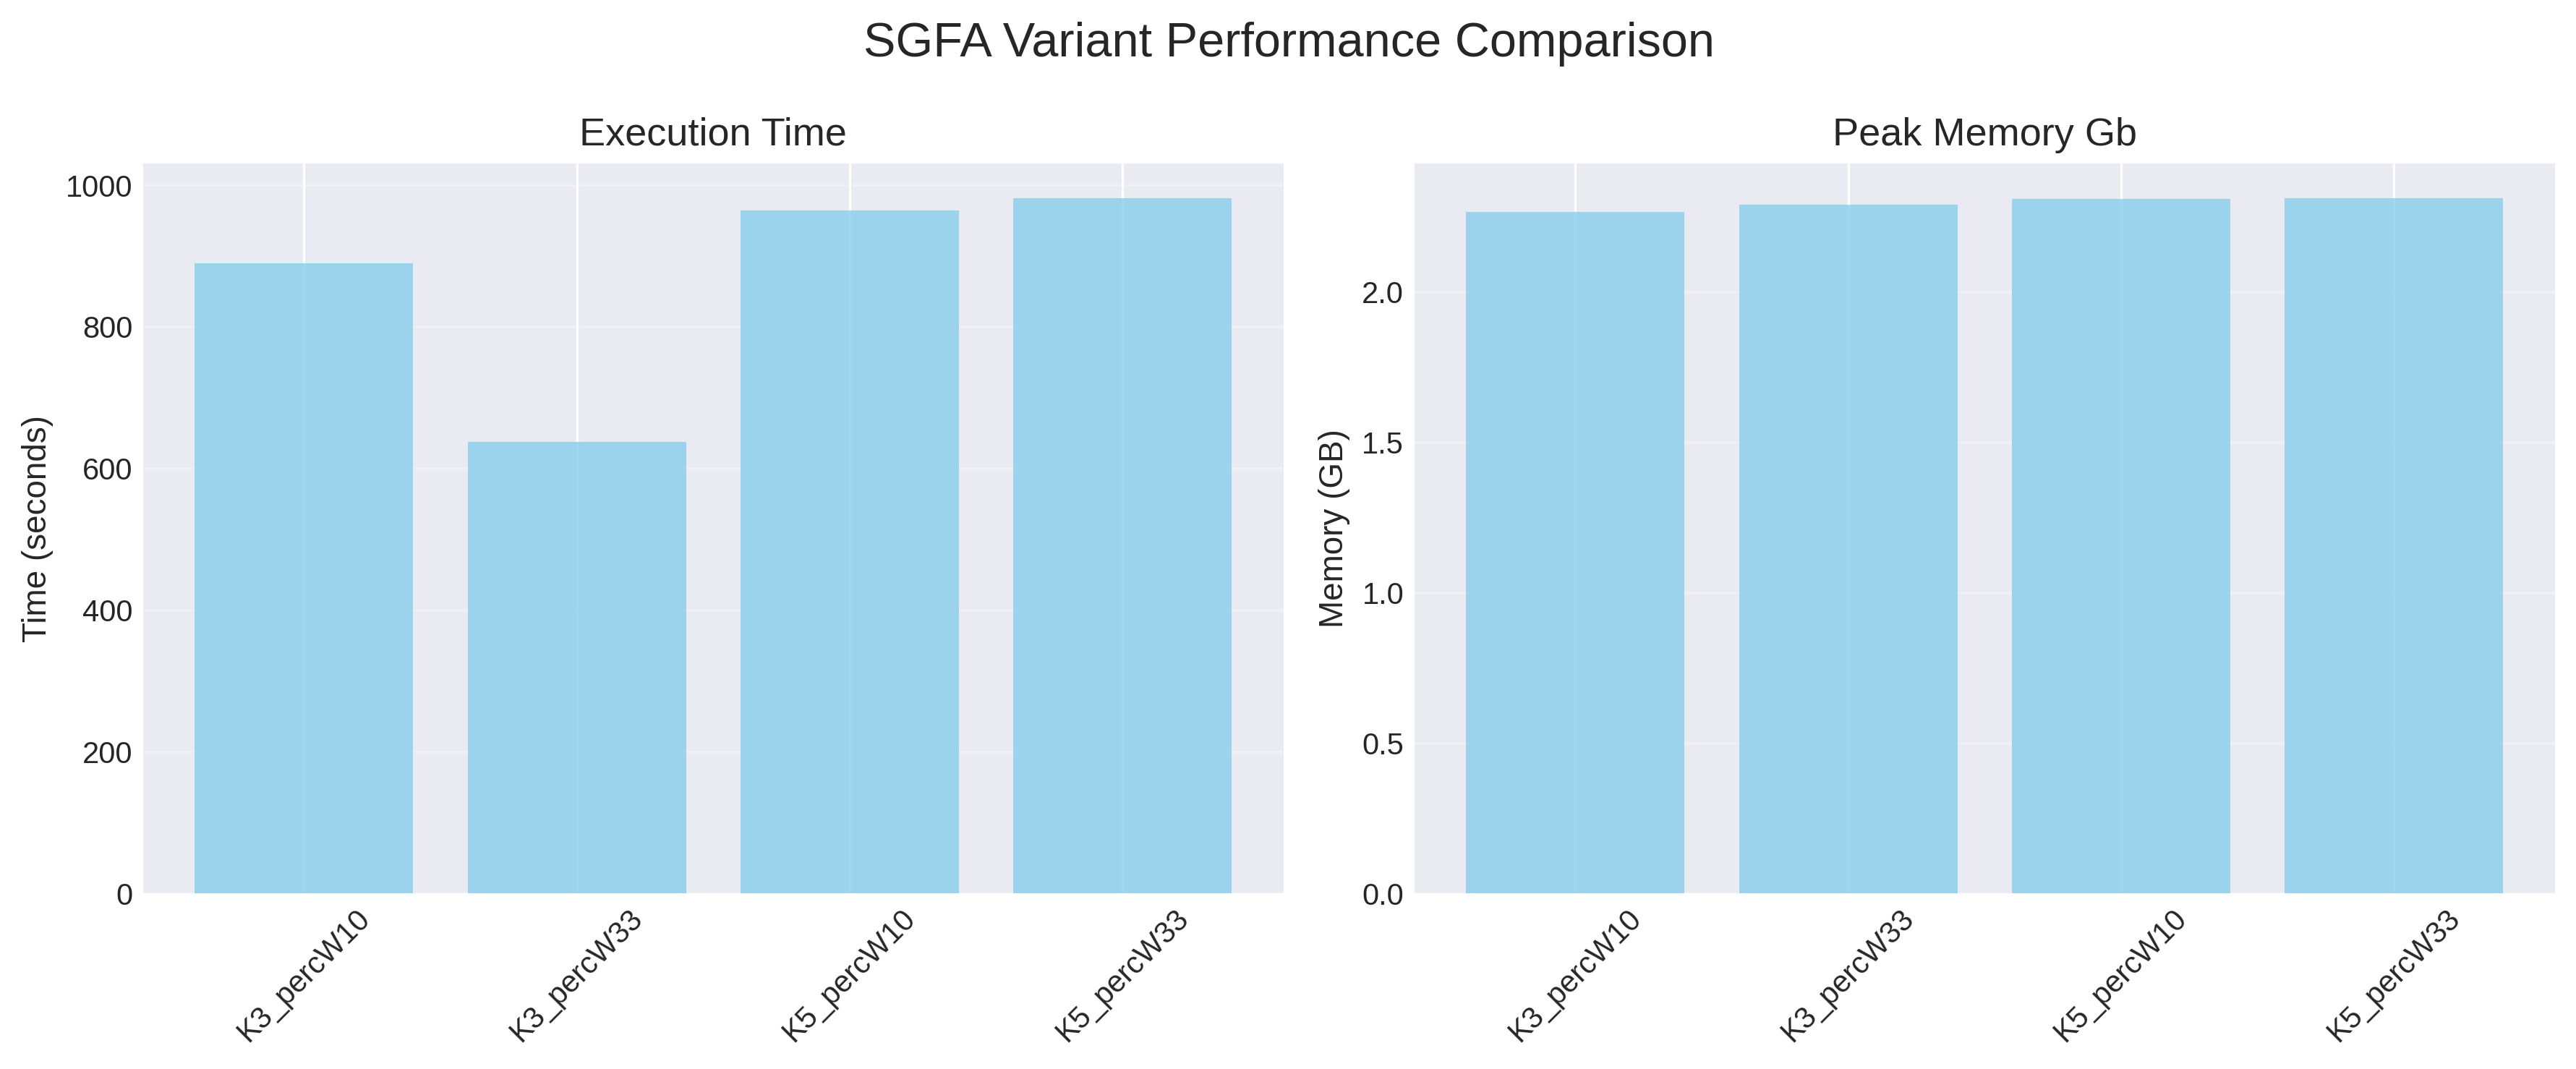 SGFA Variant Performance Comparison
Execution Time
Time (seconds)
1000
800
600
400
200
0
K3_percW10
K3_percW33
K5_percW10
K5_percW33
Peak Memory Gb
Memory (GB)
2.0
1.5
1.0
0.5
0.0
K3_percW10
K3_percW33
K5_percW10
K5_percW33